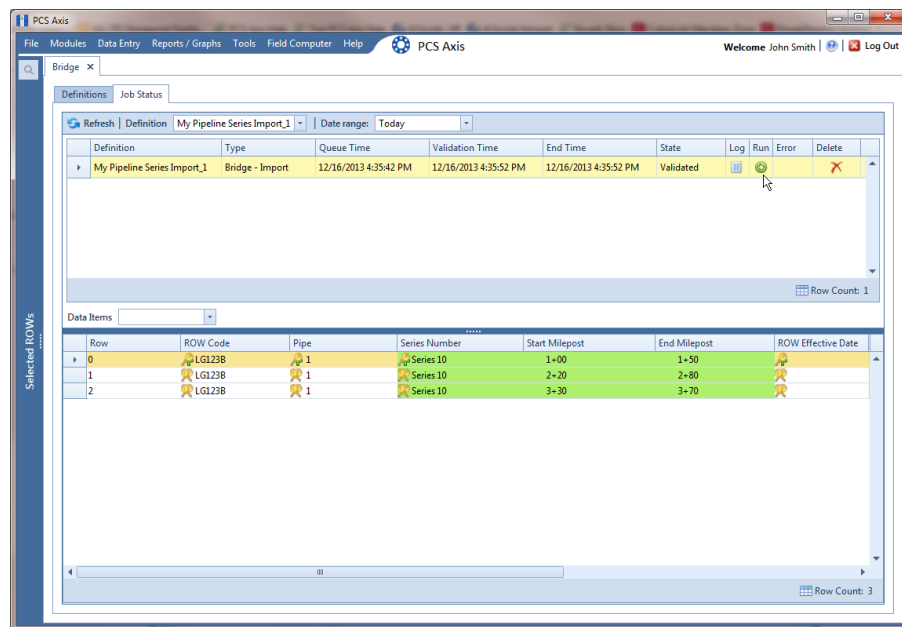 PCS Axis
File Modules Data Entry Reports / Graphs Tools Field Computer Help PCS Axis Welcome John Smith | Log Out
Bridge ×
Definitions Job Status
Refresh | Definition My Pipeline Series Import_1 | Date range: Today
Definition Type Queue Time Validation Time End Time State Log Run Error Delete
My Pipeline Series Import_1 Bridge - Import 12/16/2013 4:35:42 PM 12/16/2013 4:35:52 PM 12/16/2013 4:35:52 PM Validated
Row Count: 1
Selected ROWs
Data Items
Row ROW Code Pipe Series Number Start Milepost End Milepost ROW Effective Date
0 LG123B 1 Series 10 1+00 1+50
1 LG123B 1 Series 10 2+20 2+80
2 LG123B 1 Series 10 3+30 3+70
Row Count: 3